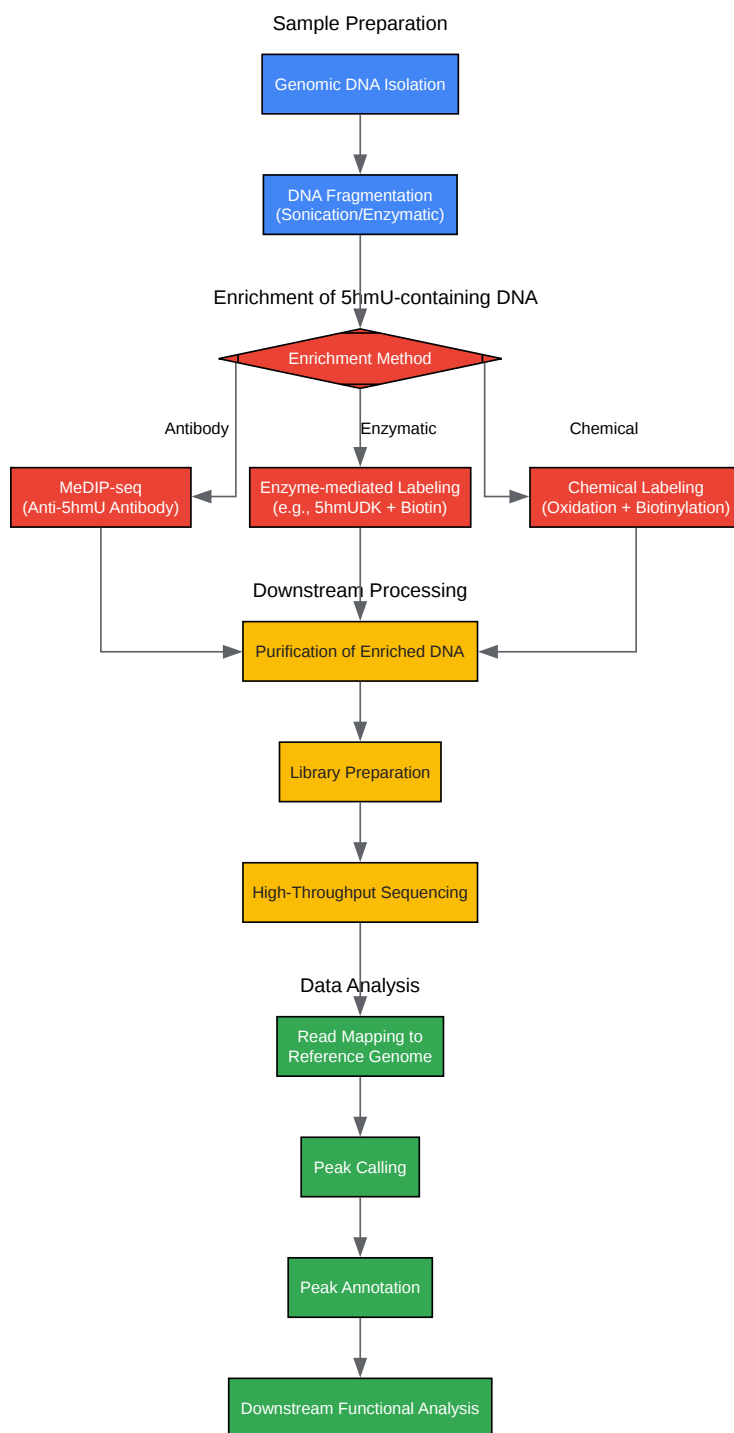 Sample Preparation
Genomic DNA Isolation
DNA Fragmentation
(Sonication/Enzymatic)
Enrichment of 5hmU-containing DNA
Enrichment Method
Antibody
Enzymatic
Chemical
MeDIP-seq
(Anti-5hmU Antibody)
Enzyme-mediated Labeling
(e.g., 5hmUDK + Biotin)
Chemical Labeling
(Oxidation + Biotinylation)
Downstream Processing
Purification of Enriched DNA
Library Preparation
High-Throughput Sequencing
Data Analysis
Read Mapping to
Reference Genome
Peak Calling
Peak Annotation
Downstream Functional Analysis